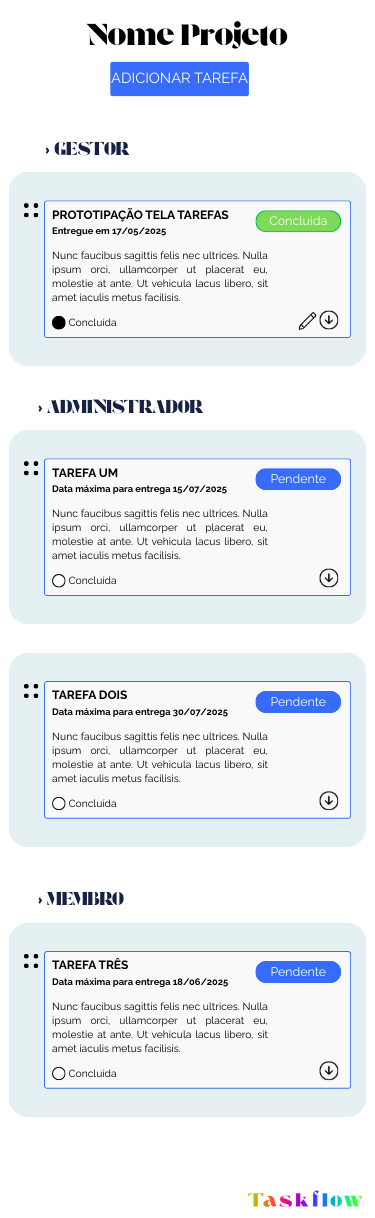 Nome Projeto
ADICIONAR TAREFA
› GESTOR
PROTOTIPAÇÃO TELA TAREFAS
Concluida
Entregue em 17/05/2025
Nunc faucibus sagittis felis nec ultrices. Nulla
ipsum orci, ullamcorper ut placerat eu,
molestie at ante. Ut vehicula lacus libero, sit
amet iaculis metus facilisis.
Concluída
› ADMINISTRADOR
TAREFA UM
Pendente
Data máxima para entrega 15/07/2025
Nunc faucibus sagittis felis nec ultrices. Nulla
ipsum orci, ullamcorper ut placerat eu,
molestie at ante. Ut vehicula lacus libero, sit
amet iaculis metus facilisis.
Concluída
TAREFA DOIS
Pendente
Data máxima para entrega 30/07/2025
Nunc faucibus sagittis felis nec ultrices. Nulla
ipsum orci, ullamcorper ut placerat eu,
molestie at ante. Ut vehicula lacus libero, sit
amet iaculis metus facilisis.
Concluída
› MEMBRO
TAREFA TRÊS
Pendente
Data máxima para entrega 18/06/2025
Nunc faucibus sagittis felis nec ultrices. Nulla
ipsum orci, ullamcorper ut placerat eu,
molestie at ante. Ut vehicula lacus libero, sit
amet iaculis metus facilisis.
Concluída
Taskflow